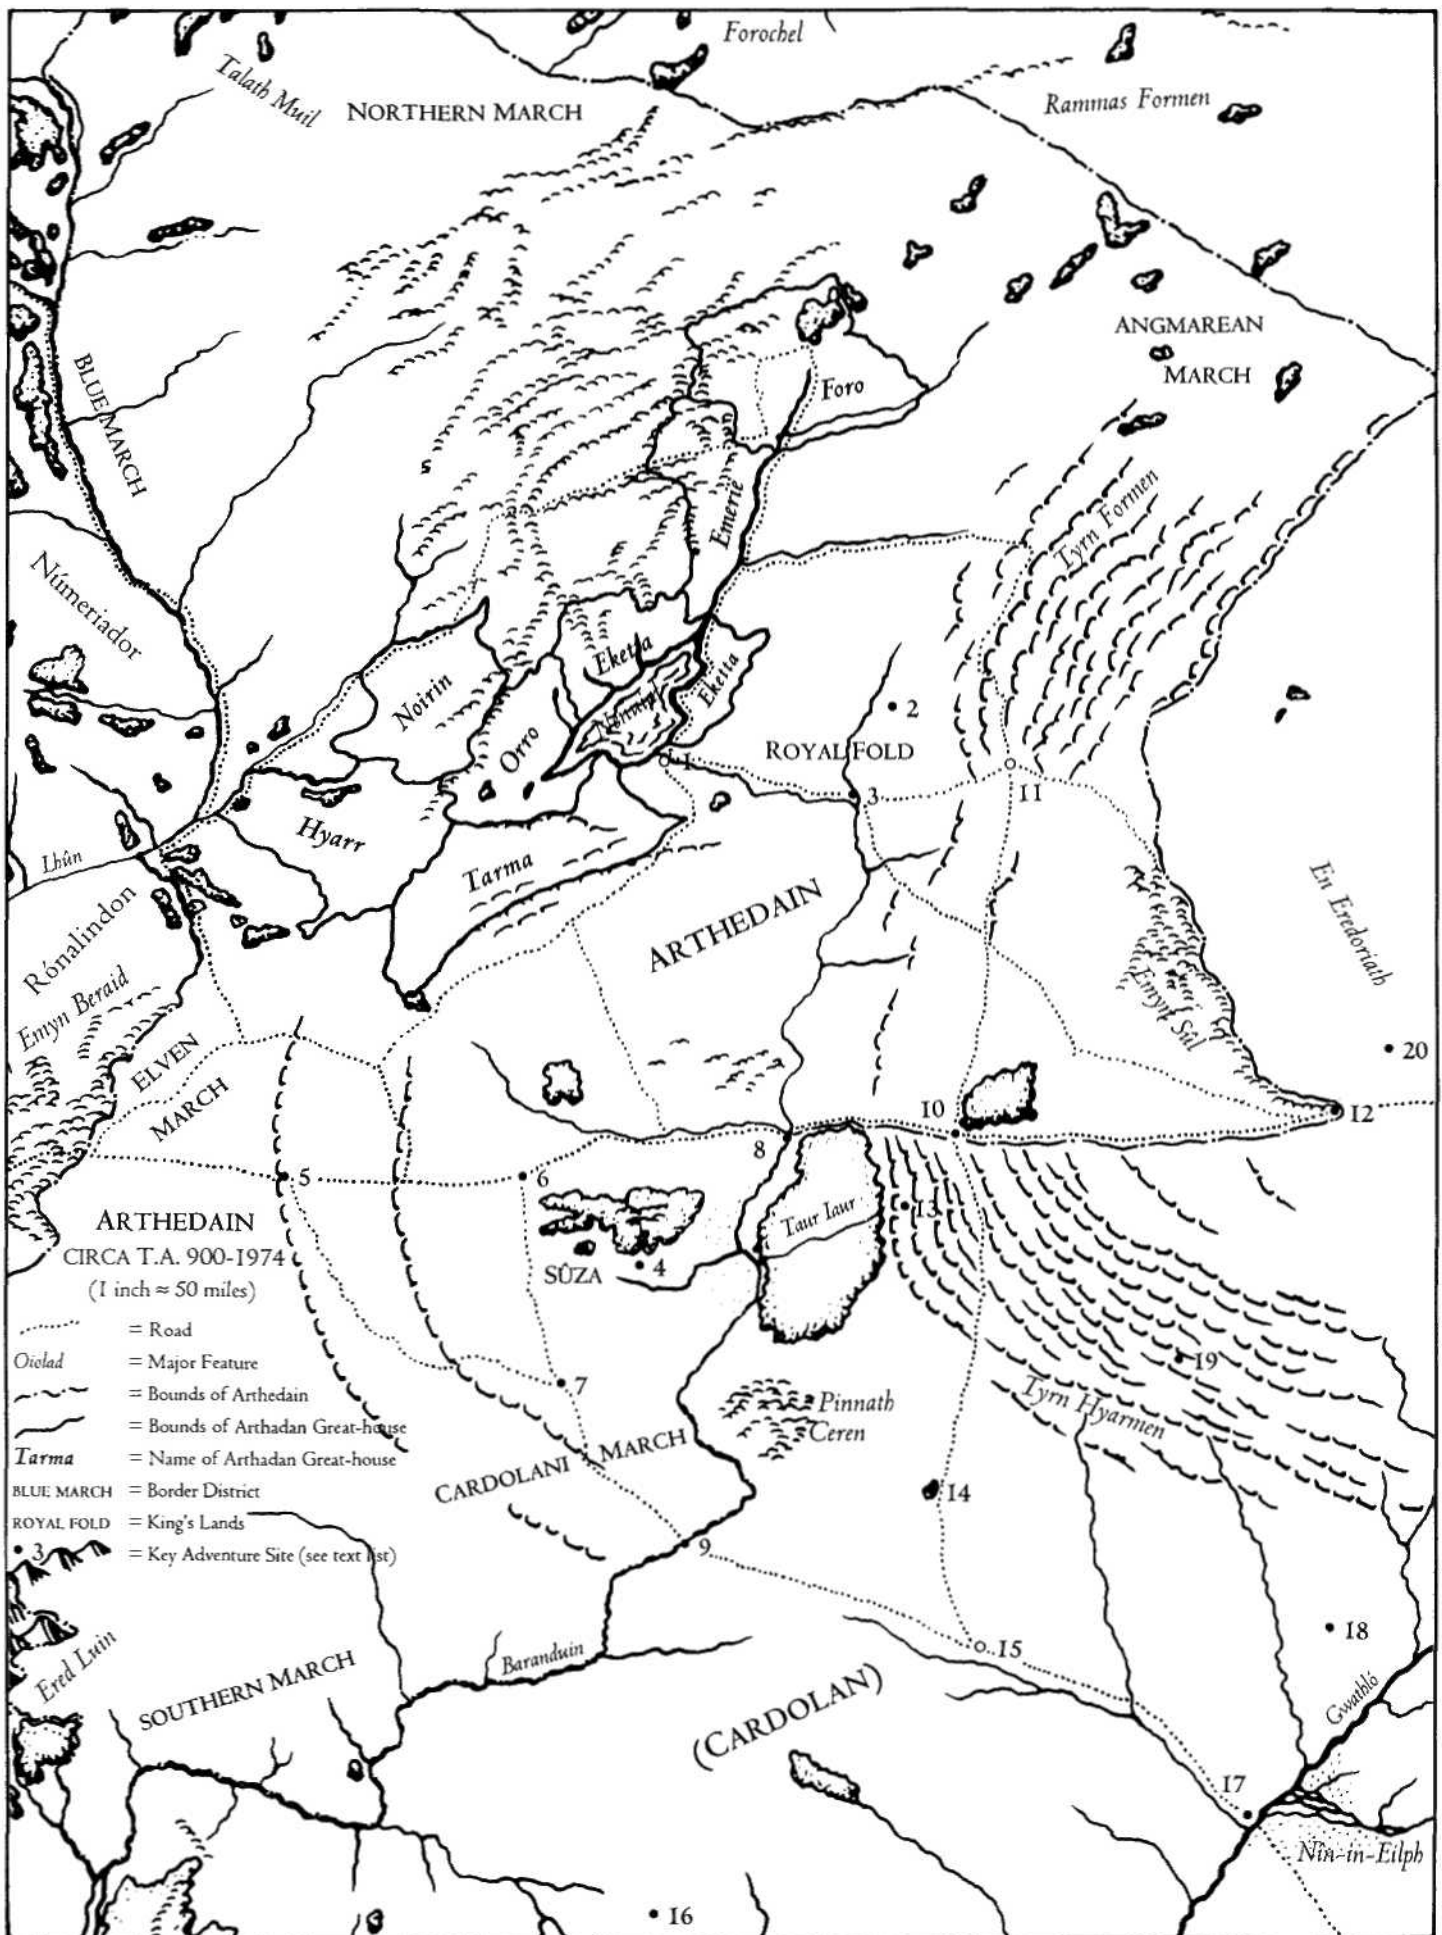 Forochel
Talath Muil
NORTHERN MARCH
Rammas Formen
ANGMAREAN
MARCH
BLUE MARCH
Foro
Emerië
Tyrn Formen
Númeriador
Eketta
Eketta
Nenuial
Noirin
Orro
2
ROYAL FOLD
1
3
11
Hyarr
Lhûn
Tarma
ARTHEDAIN
En Eredoriath
Rónalindon
Emyn Beraid
Emyn Sûl
ELVEN
MARCH
20
10
12
8
5
6
13
Taur Iaur
ARTHEDAIN
CIRCA T.A. 900-1974
(1 inch ≈ 50 miles)
SÛZA
4
= Road
Oiolad = Major Feature
= Bounds of Arthedain
= Bounds of Arthadan Great-house
Tarma = Name of Arthadan Great-house
BLUE MARCH = Border District
ROYAL FOLD = King's Lands
3 = Key Adventure Site (see text list)
7
19
Pinnath
Ceren
Tyrn Hyarmen
CARDOLANI MARCH
14
9
15
18
Baranduin
Ered Luin
SOUTHERN MARCH
(CARDOLAN)
Gwathló
17
Nîn-in-Eilph
16